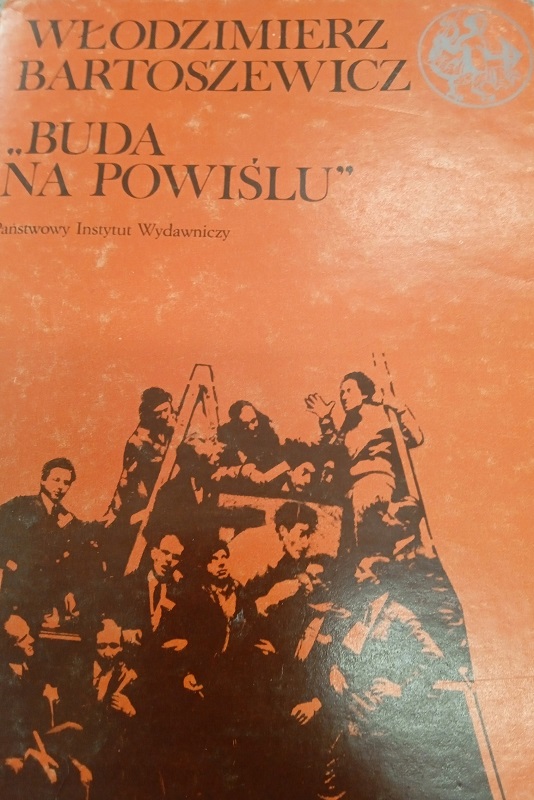 WŁODZIMIERZ
BARTOSZEWICZ
„BUDA
NA POWIŚLU”
Państwowy Instytut Wydawniczy